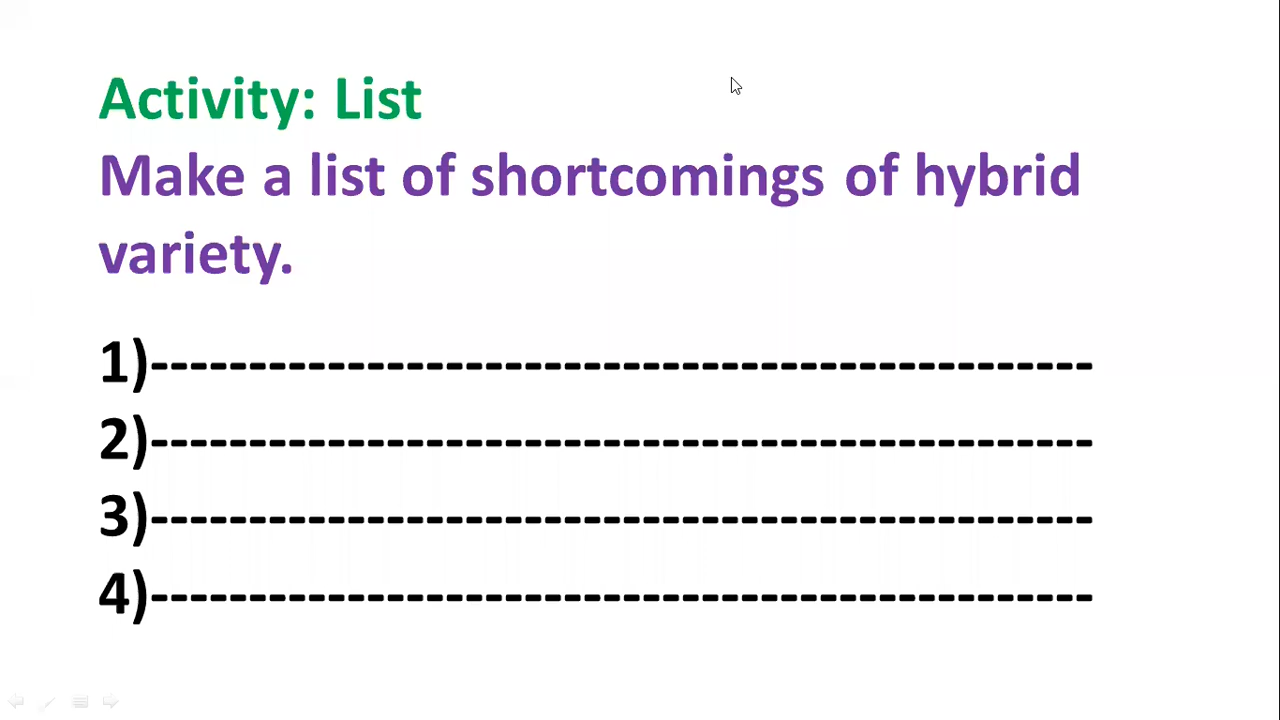 Activity: List
Make a list of shortcomings of hybrid
variety.
1)------------------------------------------------
2)------------------------------------------------
3)------------------------------------------------
4)------------------------------------------------